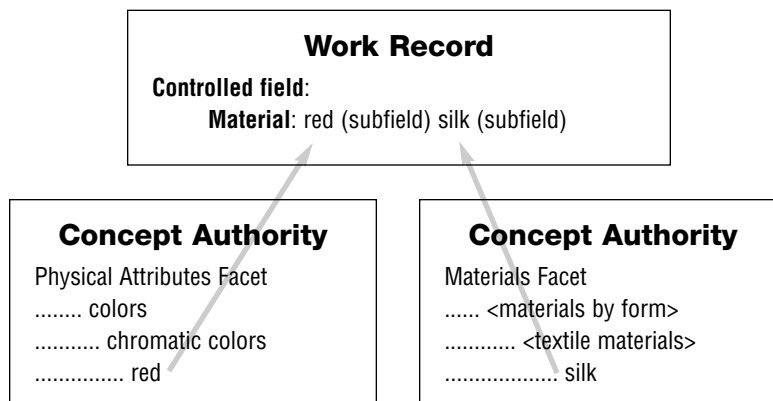 Work Record
Controlled field:
Material: red (subfield) silk (subfield)
Concept Authority
Physical Attributes Facet
........ colors
........... chromatic colors
............... red
Concept Authority
Materials Facet
...... <materials by form>
............ <textile materials>
................... silk